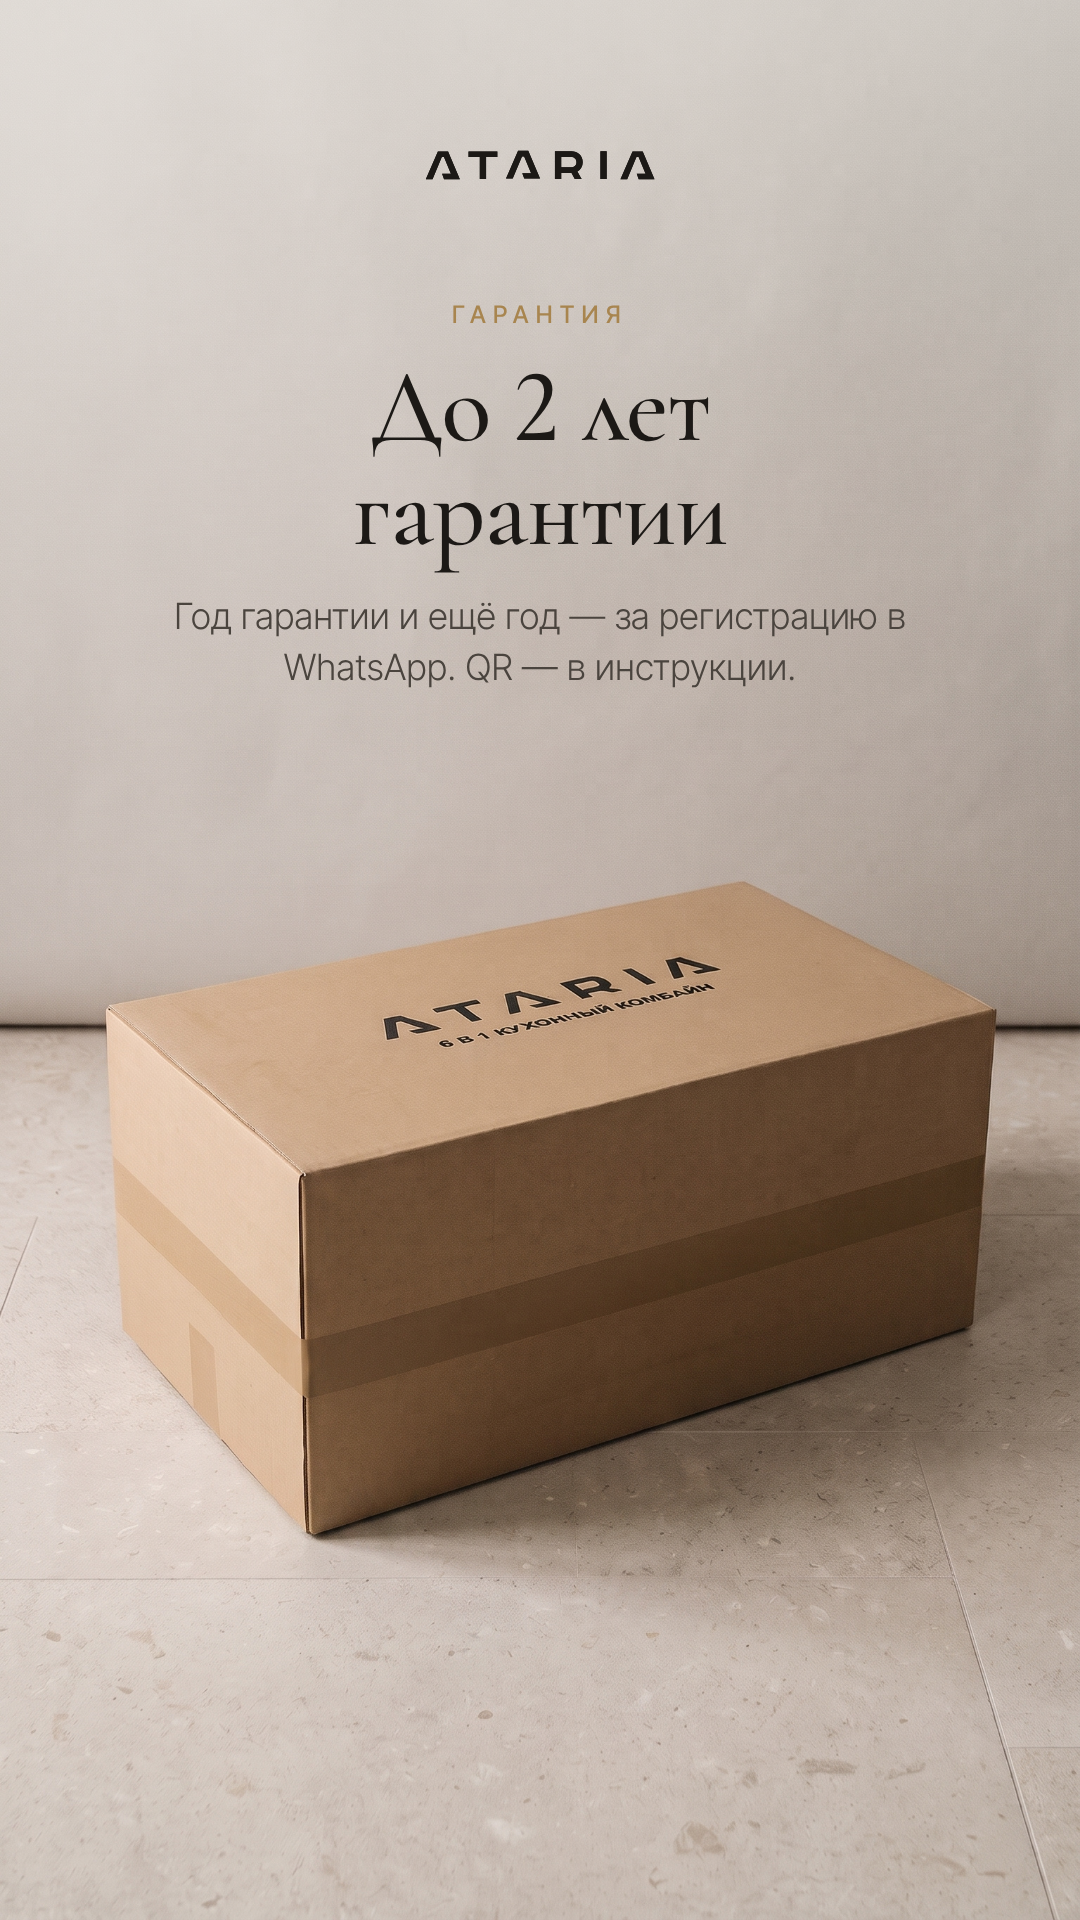 ATARIA
ГАРАНТИЯ
До 2 лет
гарантии
Год гарантии и ещё год — за регистрацию в
WhatsApp. QR — в инструкции.
ATARIA
6 В 1 КУХОННЫЙ КОМБАЙН